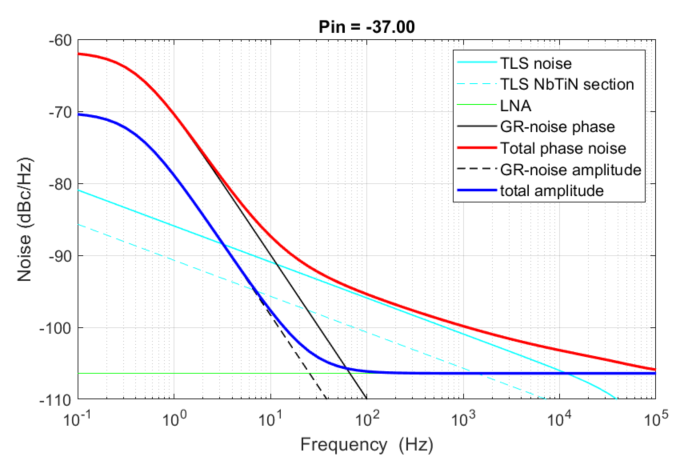 Pin = -37.00
-60
-70
-80
-90
-100
-110
Noise (dBc/Hz)
TLS noise
TLS NbTiN section
LNA
GR-noise phase
Total phase noise
GR-noise amplitude
total amplitude
10^-1 10^0 10^1 10^2 10^3 10^4 10^5
Frequency (Hz)